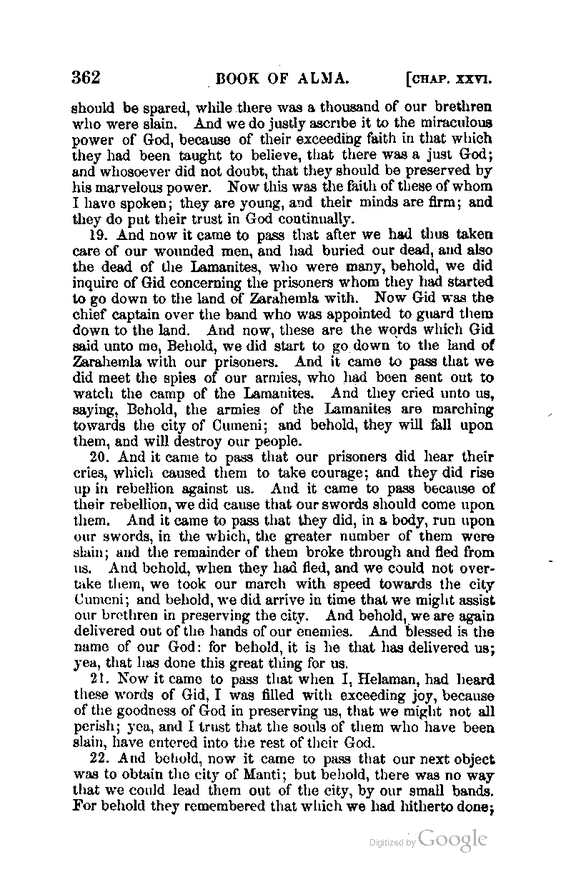 362 BOOK OF ALMA. [CHAP. XXVI.
should be spared, while there was a thousand of our brethren
who were slain. And we do justly ascribe it to the miraculous
power of God, because of their exceeding faith in that which
they had been taught to believe, that there was a just God;
and whosoever did not doubt, that they should be preserved by
his marvelous power. Now this was the faith of these of whom
I have spoken; they are young, and their minds are firm; and
they do put their trust in God continually.
19. And now it came to pass that after we had thus taken
care of our wounded men, and had buried our dead, and also
the dead of the Lamanites, who were many, behold, we did
inquire of Gid concerning the prisoners whom they had started
to go down to the land of Zarahemla with. Now Gid was the
chief captain over the band who was appointed to guard them
down to the land. And now, these are the words which Gid
said unto me, Behold, we did start to go down to the land of
Zarahemla with our prisoners. And it came to pass that we
did meet the spies of our armies, who had been sent out to
watch the camp of the Lamanites. And they cried unto us,
saying, Behold, the armies of the Lamanites are marching
towards the city of Cumeni; and behold, they will fall upon
them, and will destroy our people.
20. And it came to pass that our prisoners did hear their
cries, which caused them to take courage; and they did rise
up in rebellion against us. And it came to pass because of
their rebellion, we did cause that our swords should come upon
them. And it came to pass that they did, in a body, run upon
our swords, in the which, the greater number of them were
slain; and the remainder of them broke through and fled from
us. And behold, when they had fled, and we could not over-
take them, we took our march with speed towards the city
Cumeni; and behold, we did arrive in time that we might assist
our brethren in preserving the city. And behold, we are again
delivered out of the hands of our enemies. And blessed is the
name of our God: for behold, it is he that has delivered us;
yea, that has done this great thing for us.
21. Now it came to pass that when I, Helaman, had heard
these words of Gid, I was filled with exceeding joy, because
of the goodness of God in preserving us, that we might not all
perish; yea, and I trust that the souls of them who have been
slain, have entered into the rest of their God.
22. And behold, now it came to pass that our next object
was to obtain the city of Manti; but behold, there was no way
that we could lead them out of the city, by our small bands.
For behold they remembered that which we had hitherto done;
Digitized by Google